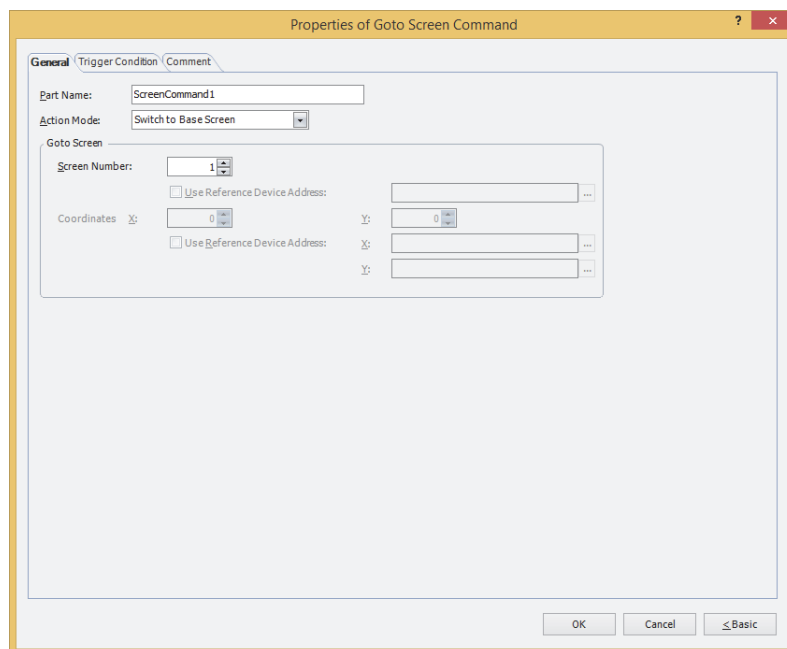 Properties of Goto Screen Command
? ×
General Trigger Condition Comment
Part Name: ScreenCommand1
Action Mode: Switch to Base Screen
Goto Screen
Screen Number: 1
Use Reference Device Address: ...
Coordinates X: 0 Y: 0
Use Reference Device Address: X: ...
Y: ...
OK Cancel < Basic